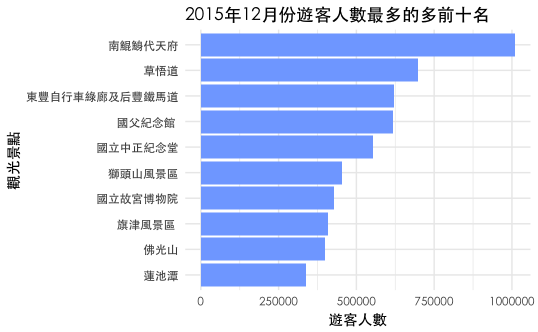 2015年12月份遊客人數最多的多前十名
南鯤鯓代天府
草悟道
東豐自行車綠廊及后豐鐵馬道
國父紀念館
國立中正紀念堂
獅頭山風景區
國立故宮博物院
旗津風景區
佛光山
蓮池潭
觀光景點
0 250000 500000 750000 1000000
遊客人數